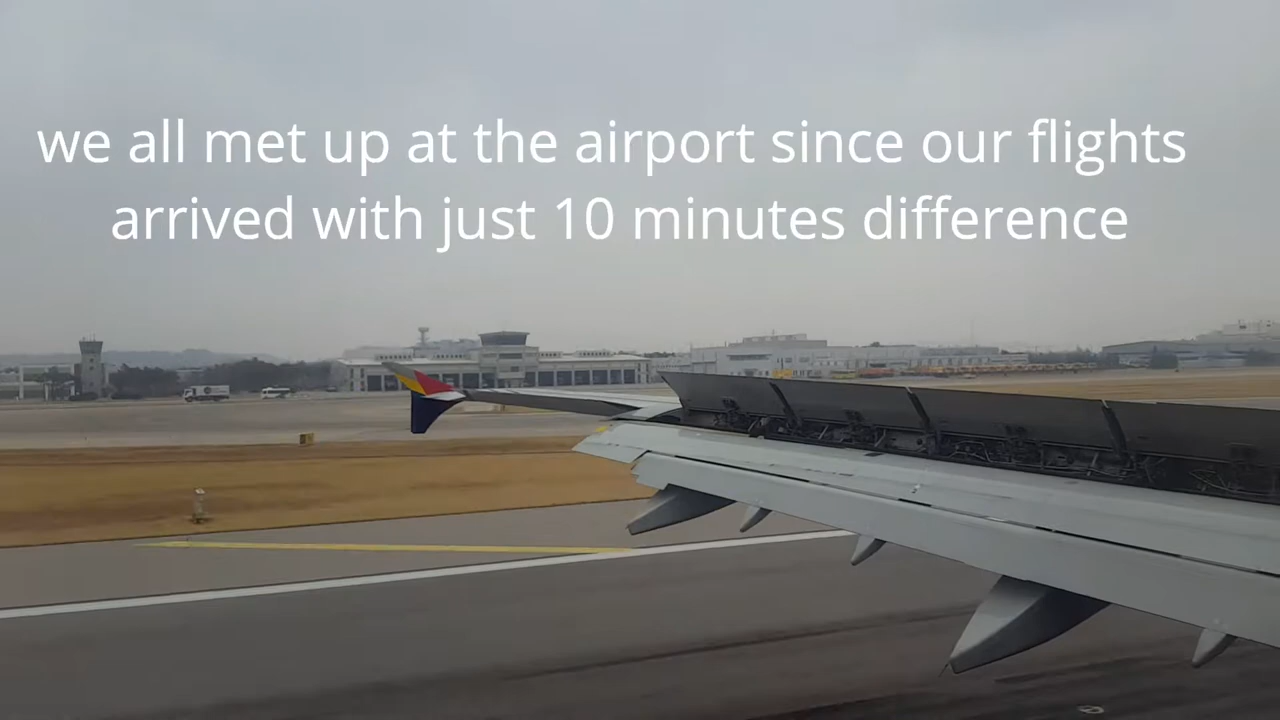 we all met up at the airport since our flights
arrived with just 10 minutes difference